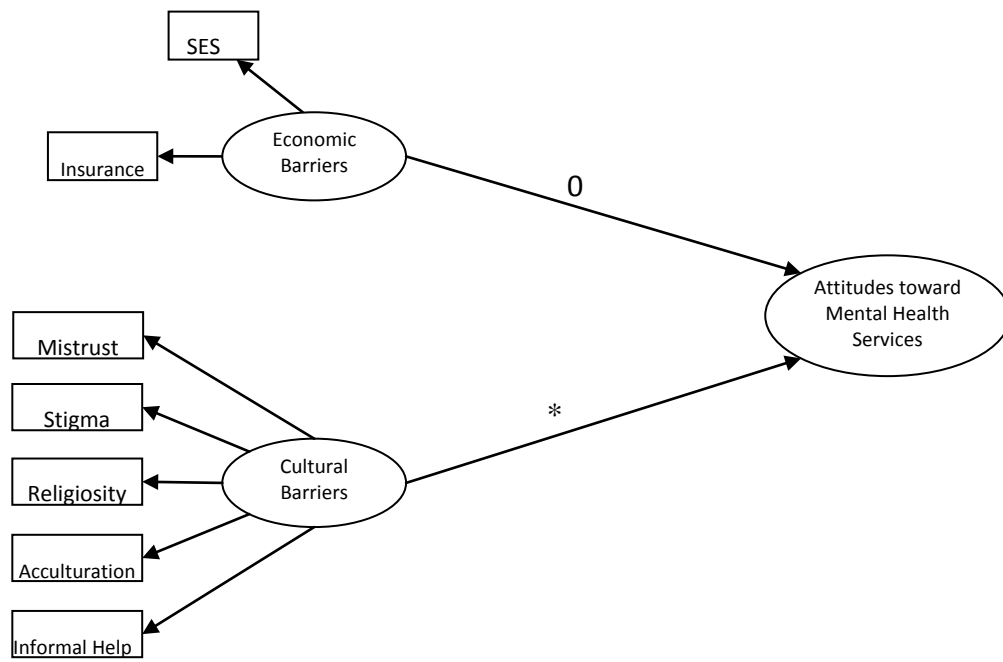 SES
Economic
Barriers
Insurance
0
Attitudes toward
Mental Health
Services
Mistrust
Stigma
*
Cultural
Barriers
Religiosity
Acculturation
Informal Help